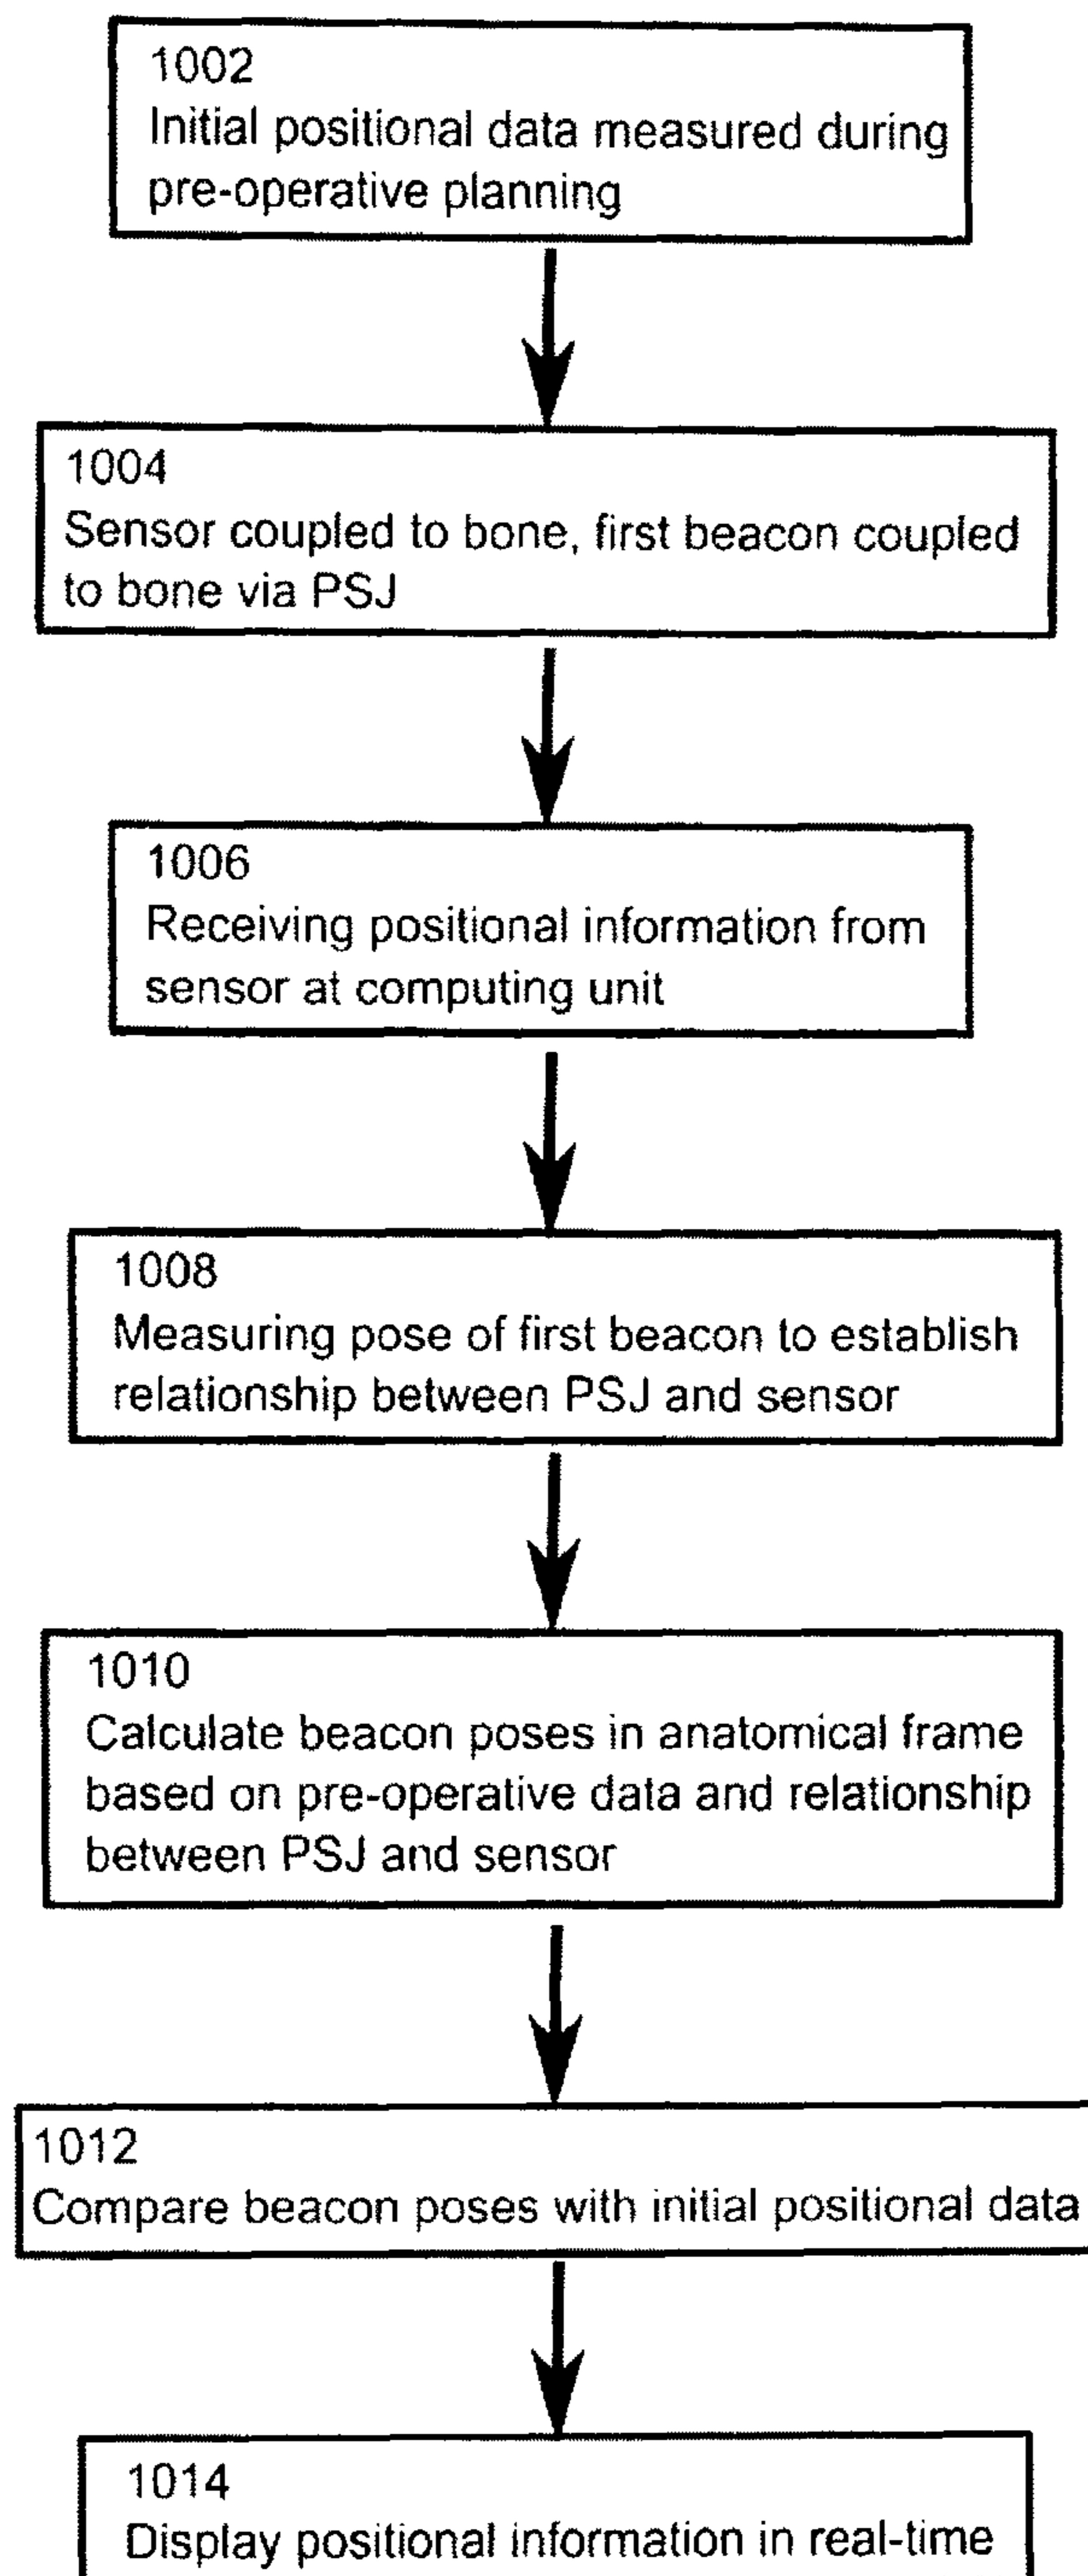 1002
Initial positional data measured during
pre-operative planning
1004
Sensor coupled to bone, first beacon coupled
to bone via PSJ
1006
Receiving positional information from
sensor at computing unit
1008
Measuring pose of first beacon to establish
relationship between PSJ and sensor
1010
Calculate beacon poses in anatomical frame
based on pre-operative data and relationship
between PSJ and sensor
1012
Compare beacon poses with initial positional data
1014
Display positional information in real-time